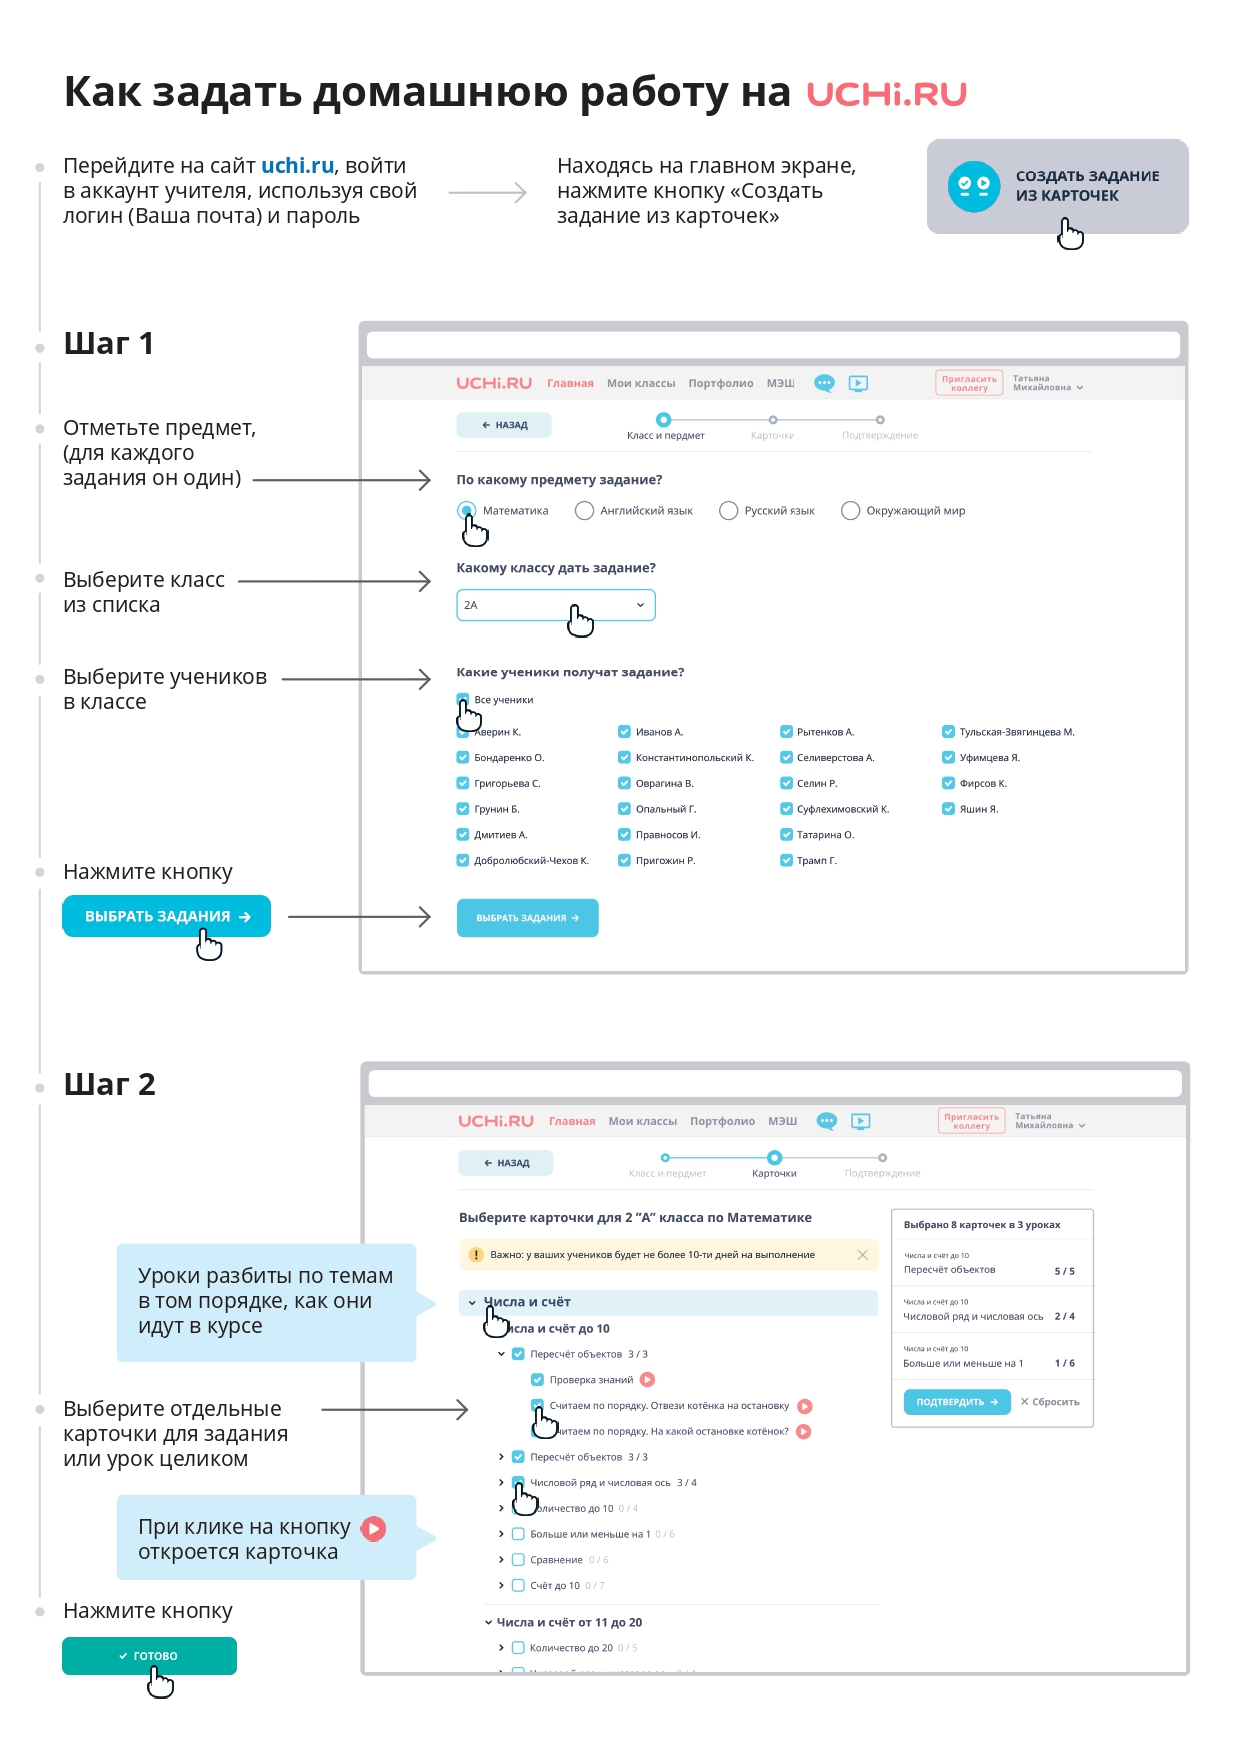 Как задать домашнюю работу на UCHi.RU
Перейдите на сайт uchi.ru, войти
в аккаунт учителя, используя свой
логин (Ваша почта) и пароль
Находясь на главном экране,
нажмите кнопку «Создать
задание из карточек»
СОЗДАТЬ ЗАДАНИЕ
ИЗ КАРТОЧЕК
Шаг 1
Отметьте предмет,
(для каждого
задания он один)
Выберите класс
из списка
Выберите учеников
в классе
Нажмите кнопку
ВЫБРАТЬ ЗАДАНИЯ →
UCHi.RU Главная Мои классы Портфолио МЭШ
Пригласить
коллегу
Татьяна
Михайловна
← НАЗАД
Класс и пердмет Карточки Подтверждение
По какому предмету задание?
Математика Английский язык Русский язык Окружающий мир
Какому классу дать задание?
2А
Какие ученики получат задание?
Все ученики
Аверин К. Иванов А. Рытенков А. Тульская-Звягинцева М.
Бондаренко О. Константинопольский К. Селиверстова А. Уфимцева Я.
Григорьева С. Оврагина В. Селин Р. Фирсов К.
Грунин Б. Опальный Г. Суфлехимовский К. Яшин Я.
Дмитиев А. Правносов И. Татарина О.
Добролюбский-Чехов К. Пригожин Р. Трамп Г.
ВЫБРАТЬ ЗАДАНИЯ →
Шаг 2
Уроки разбиты по темам
в том порядке, как они
идут в курсе
Выберите отдельные
карточки для задания
или урок целиком
При клике на кнопку
откроется карточка
Нажмите кнопку
ГОТОВО
UCHi.RU Главная Мои классы Портфолио МЭШ
Пригласить
коллегу
Татьяна
Михайловна
← НАЗАД
Класс и пердмет Карточки Подтверждение
Выберите карточки для 2 "А" класса по Математике
Важно: у ваших учеников будет не более 10-ти дней на выполнение
Числа и счёт
исла и счёт до 10
Пересчёт объектов 3 / 3
Проверка знаний
Считаем по порядку. Отвези котёнка на остановку
читаем по порядку. На какой остановке котёнок?
Пересчёт объектов 3 / 3
Числовой ряд и числовая ось 3 / 4
оличество до 10 0 / 4
Больше или меньше на 1 0 / 6
Сравнение 0 / 6
Счёт до 10 0 / 7
Числа и счёт от 11 до 20
Количество до 20 0 / 5
Выбрано 8 карточек в 3 уроках
Числа и счёт до 10
Пересчёт объектов 5 / 5
Числа и счёт до 10
Числовой ряд и числовая ось 2 / 4
Числа и счёт до 10
Больше или меньше на 1 1 / 6
ПОДТВЕРДИТЬ → × Сбросить